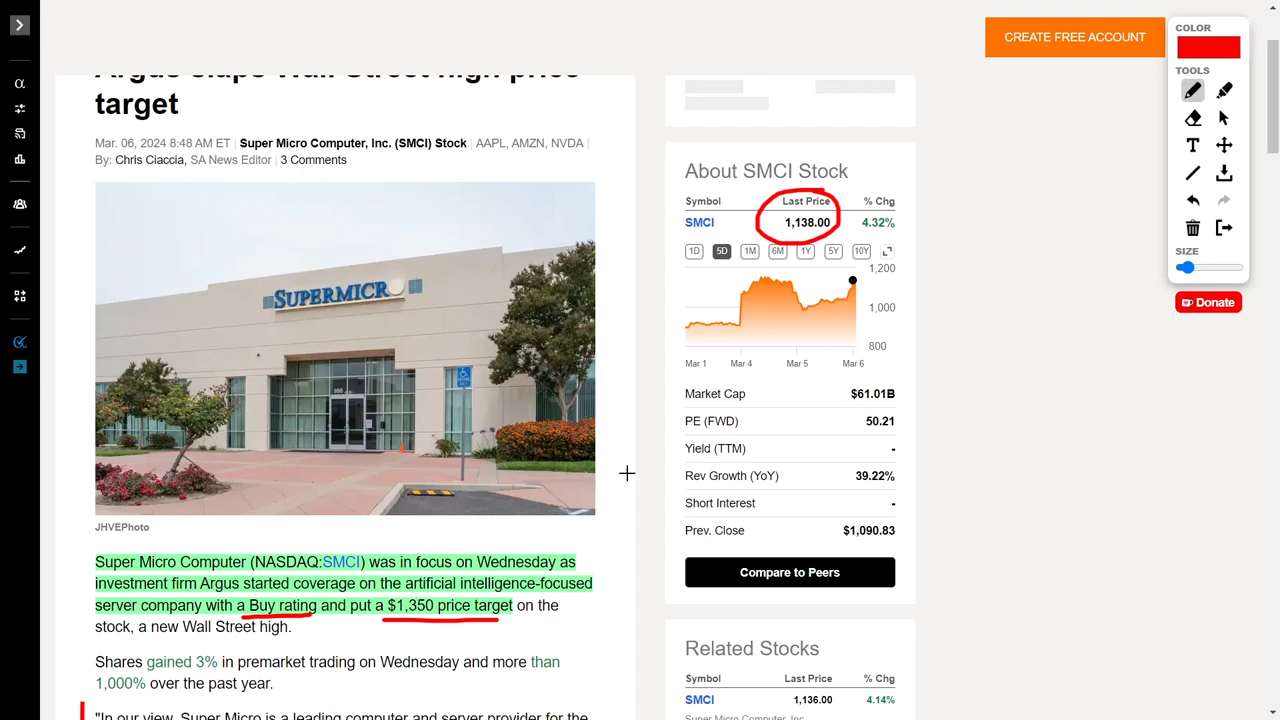 CREATE FREE ACCOUNT
COLOR
TOOLS
SIZE
Donate
Argus slaps Wall Street high price
target
Mar. 06, 2024 8:48 AM ET | Super Micro Computer, Inc. (SMCI) Stock | AAPL, AMZN, NVDA |
By: Chris Ciaccia, SA News Editor | 3 Comments
SUPERMICRO
JHVEPhoto
Super Micro Computer (NASDAQ:SMCI) was in focus on Wednesday as
investment firm Argus started coverage on the artificial intelligence-focused
server company with a Buy rating and put a $1,350 price target on the
stock, a new Wall Street high.
Shares gained 3% in premarket trading on Wednesday and more than
1,000% over the past year.
"In our view, Super Micro is a leading computer and server provider for the
About SMCI Stock
Symbol Last Price % Chg
SMCI 1,138.00 4.32%
1D 5D 1M 6M 1Y 5Y 10Y
1,200
1,000
800
Mar 1 Mar 4 Mar 5 Mar 6
Market Cap $61.01B
PE (FWD) 50.21
Yield (TTM) -
Rev Growth (YoY) 39.22%
Short Interest -
Prev. Close $1,090.83
Compare to Peers
Related Stocks
Symbol Last Price % Chg
SMCI 1,136.00 4.14%
Super Micro Computer, Inc.